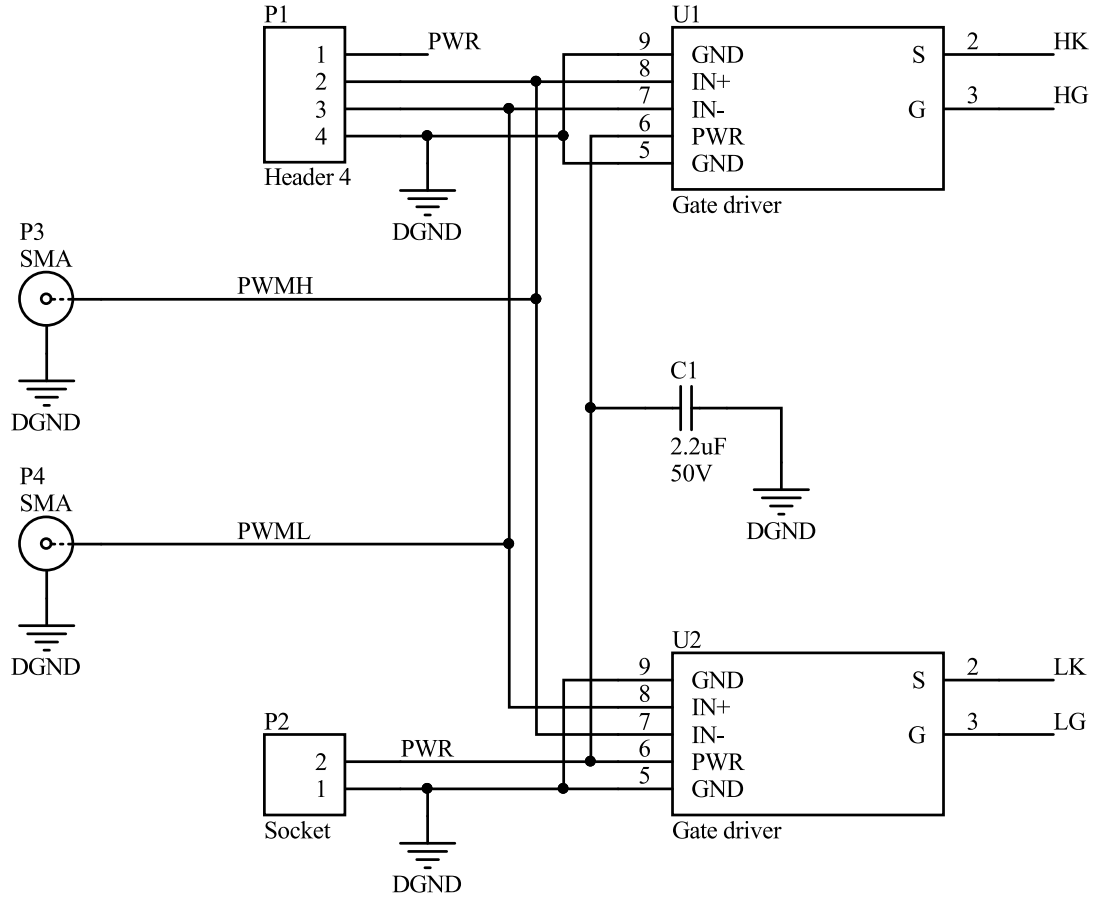 P1
1
2
3
4
Header 4
PWR
DGND
U1
9 GND
8 IN+
7 IN-
6 PWR
5 GND
S 2 HK
G 3 HG
Gate driver
P3
SMA
PWMH
DGND
C1
2.2uF
50V
DGND
P4
SMA
PWML
DGND
U2
9 GND
8 IN+
7 IN-
6 PWR
5 GND
S 2 LK
G 3 LG
Gate driver
P2
2
1
Socket
PWR
DGND